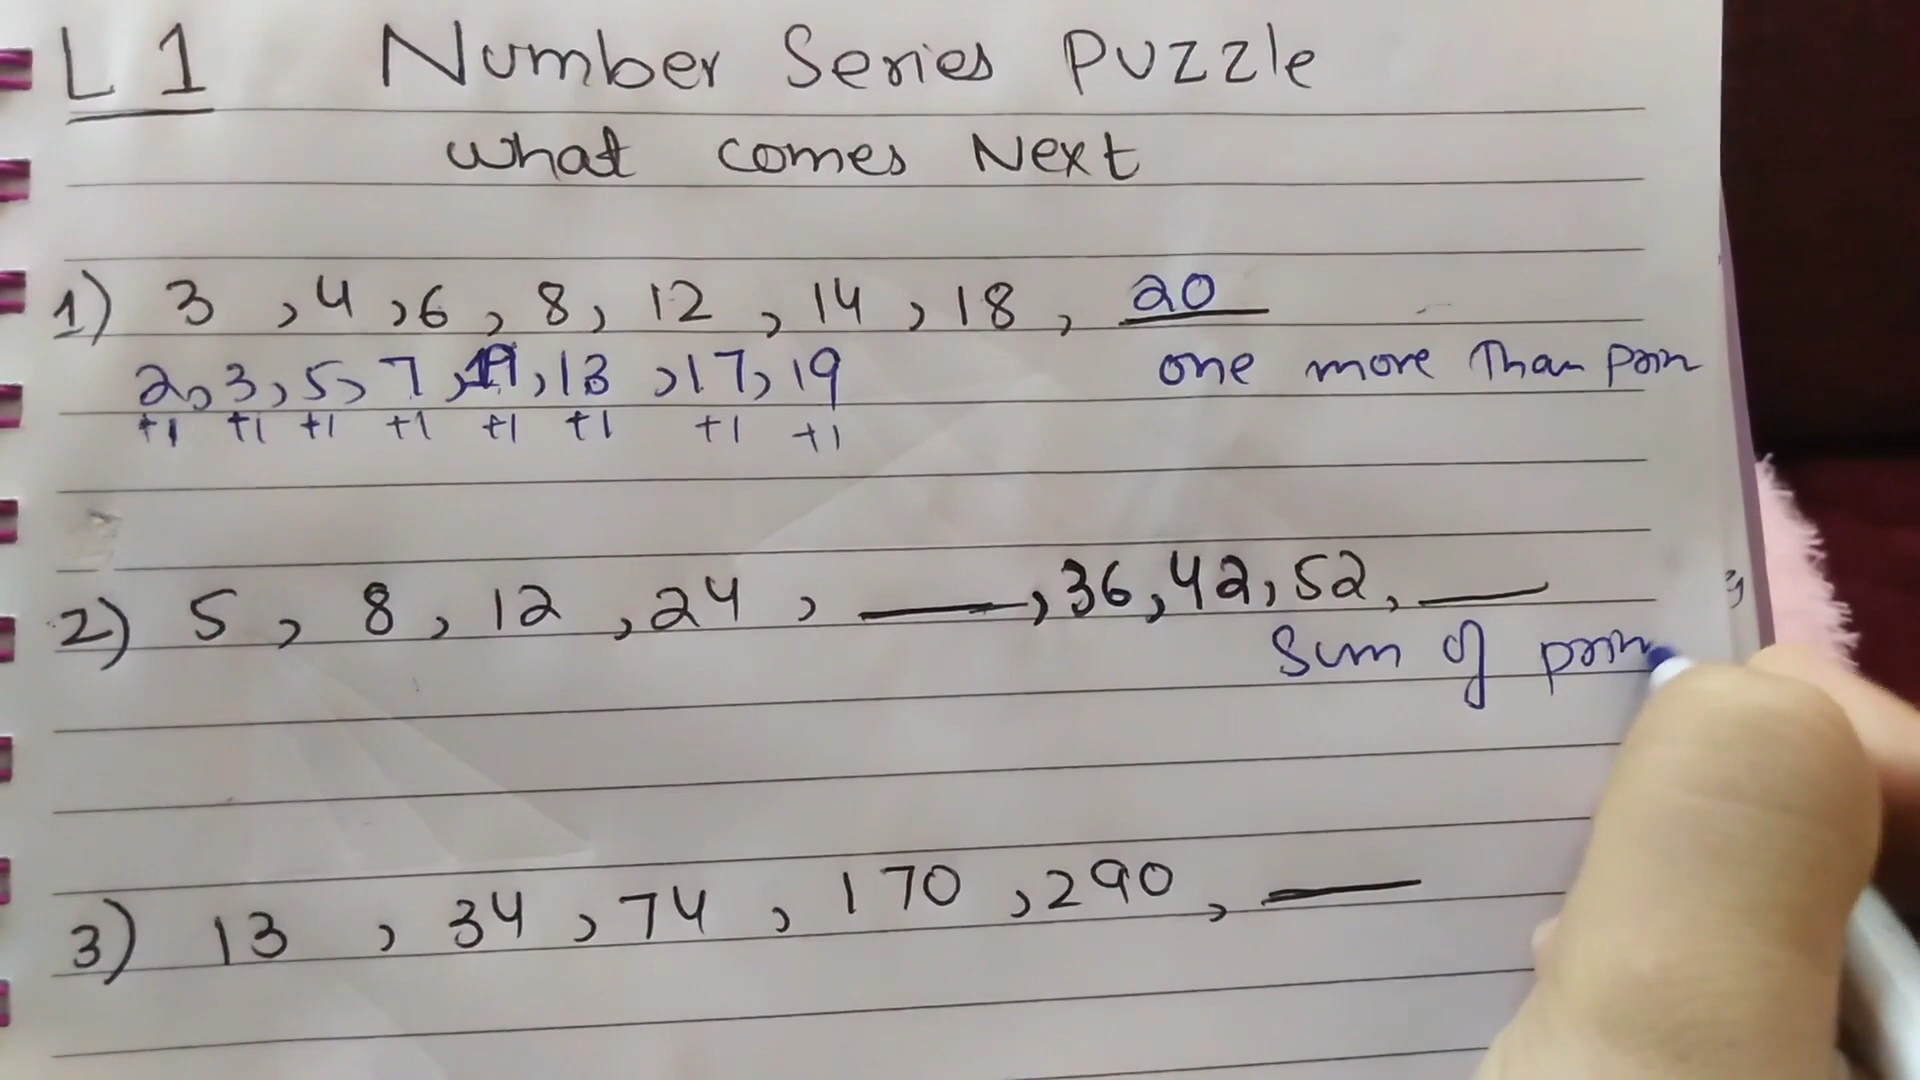 L 1 Number Series Puzzle
what comes Next
1) 3 , 4 , 6 , 8 , 12 , 14 , 18 , 20
2, 3, 5, 7, 11, 13, 17, 19
one more Than prim
+1 +1 +1 +1 +1 +1 +1 +1
2) 5 , 8 , 12 , 24 , ___ , 36, 42, 52, ___
Sum of prim
3) 13 , 34 , 74 , 170 , 290 , ___